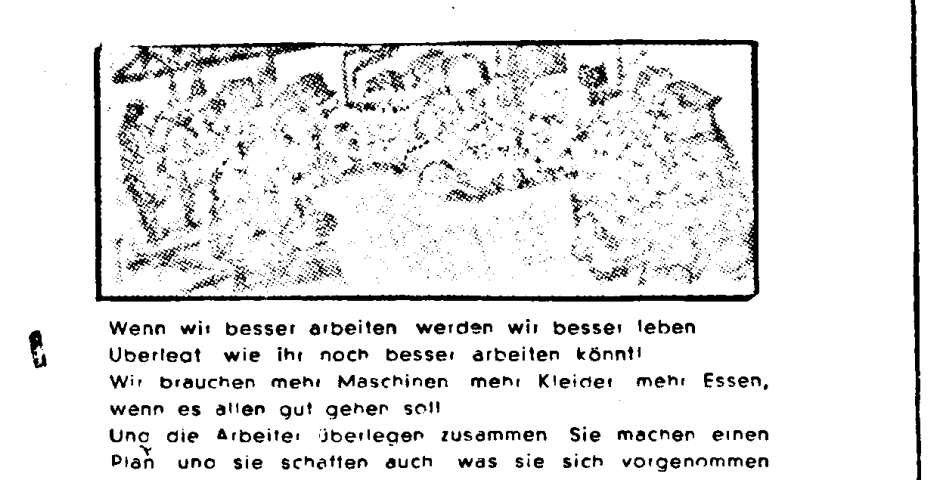 Wenn wir besser arbeiten werden wir besser leben
Uberlegt wie ihr noch besser arbeiten könnt!
Wir brauchen mehr Maschinen mehr Kleider mehr Essen,
wenn es allen gut gehen soll
Und die Arbeiter überlegen zusammen Sie machen einen
Plan und sie schaffen auch was sie sich vorgenommen